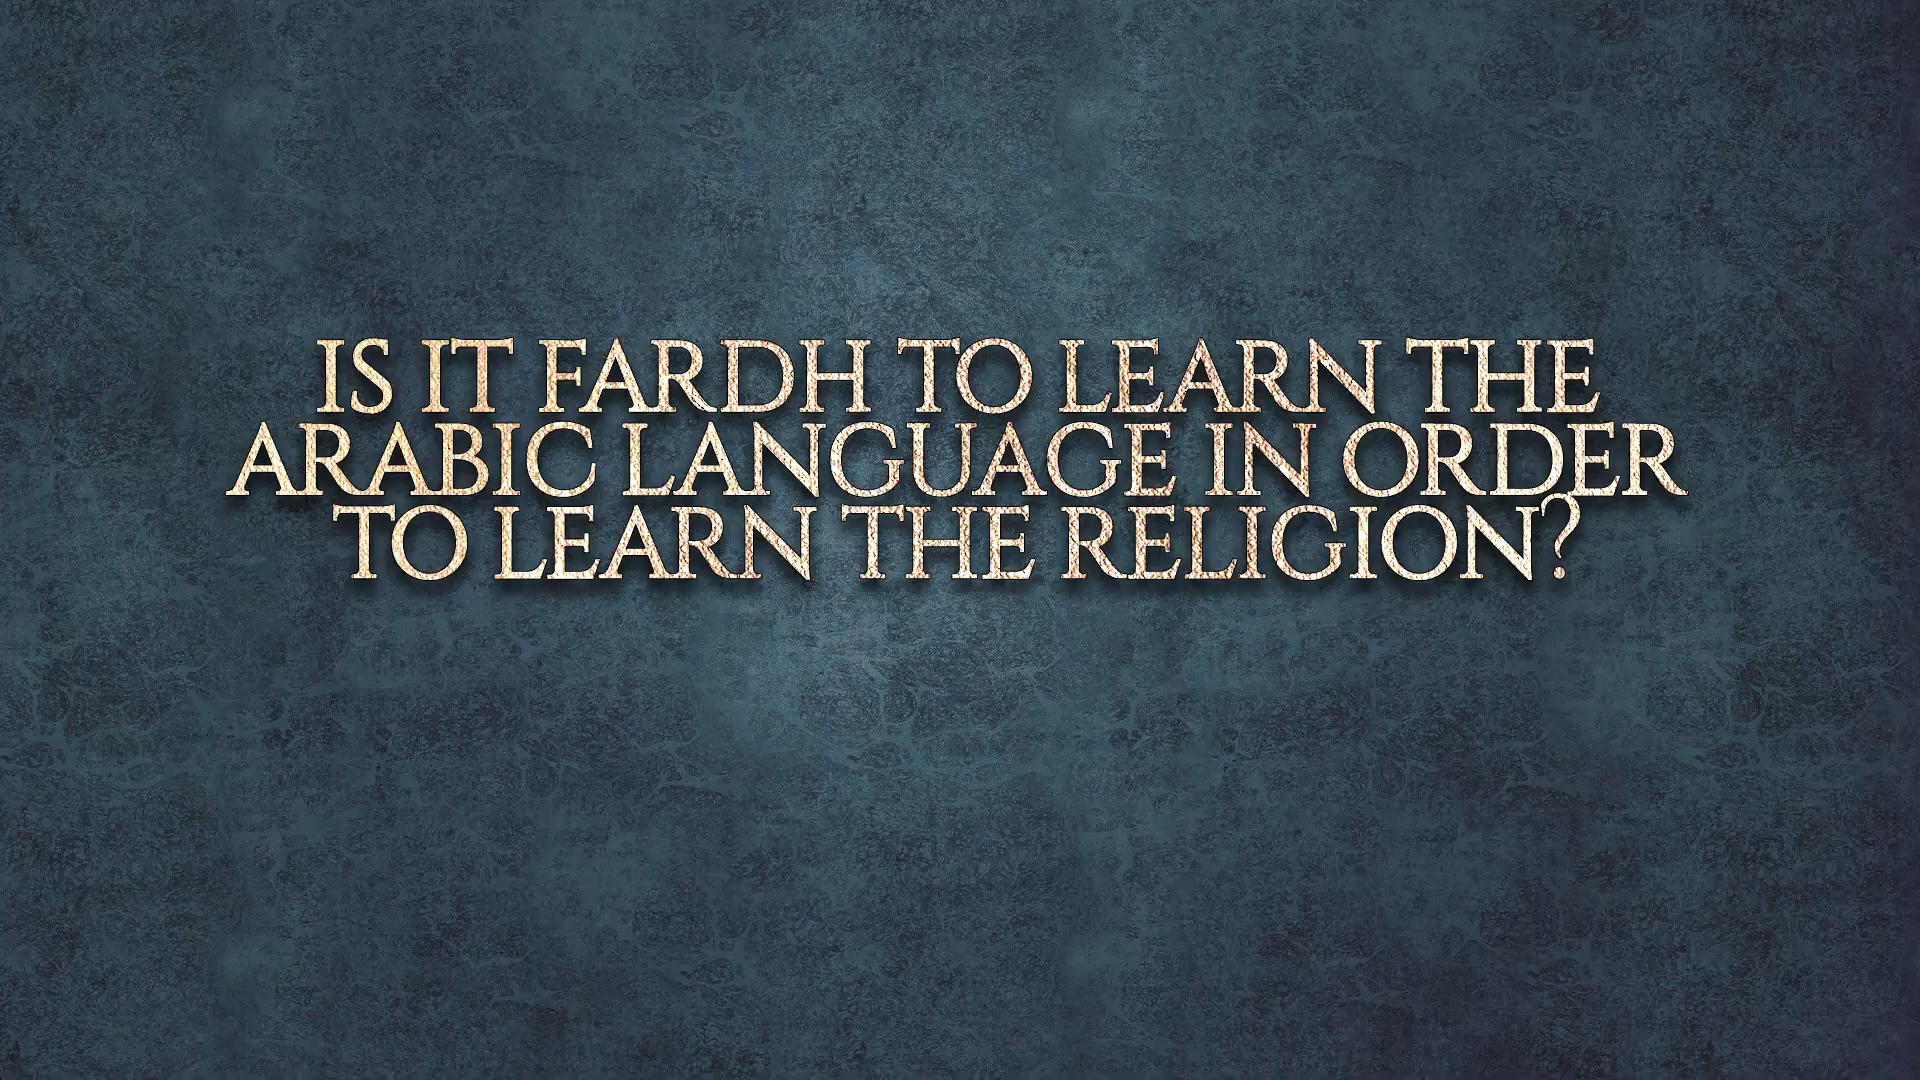 IS IT FARDH TO LEARN THE
ARABIC LANGUAGE IN ORDER
TO LEARN THE RELIGION?